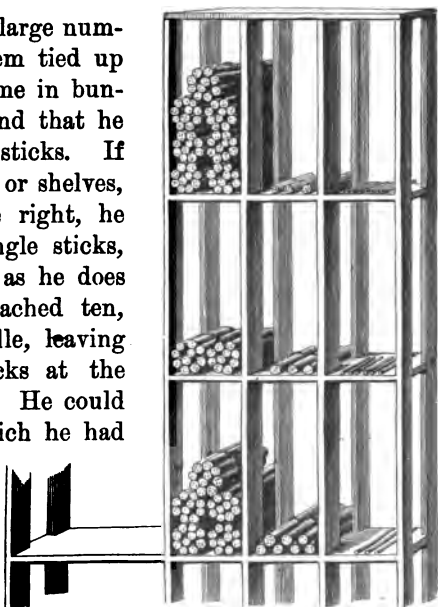 large num-
em tied up
me in bun-
nd that he
sticks. If
or shelves,
e right, he
ngle sticks,
as he does
ached ten,
lle, leaving
cks at the
He could
ich he had